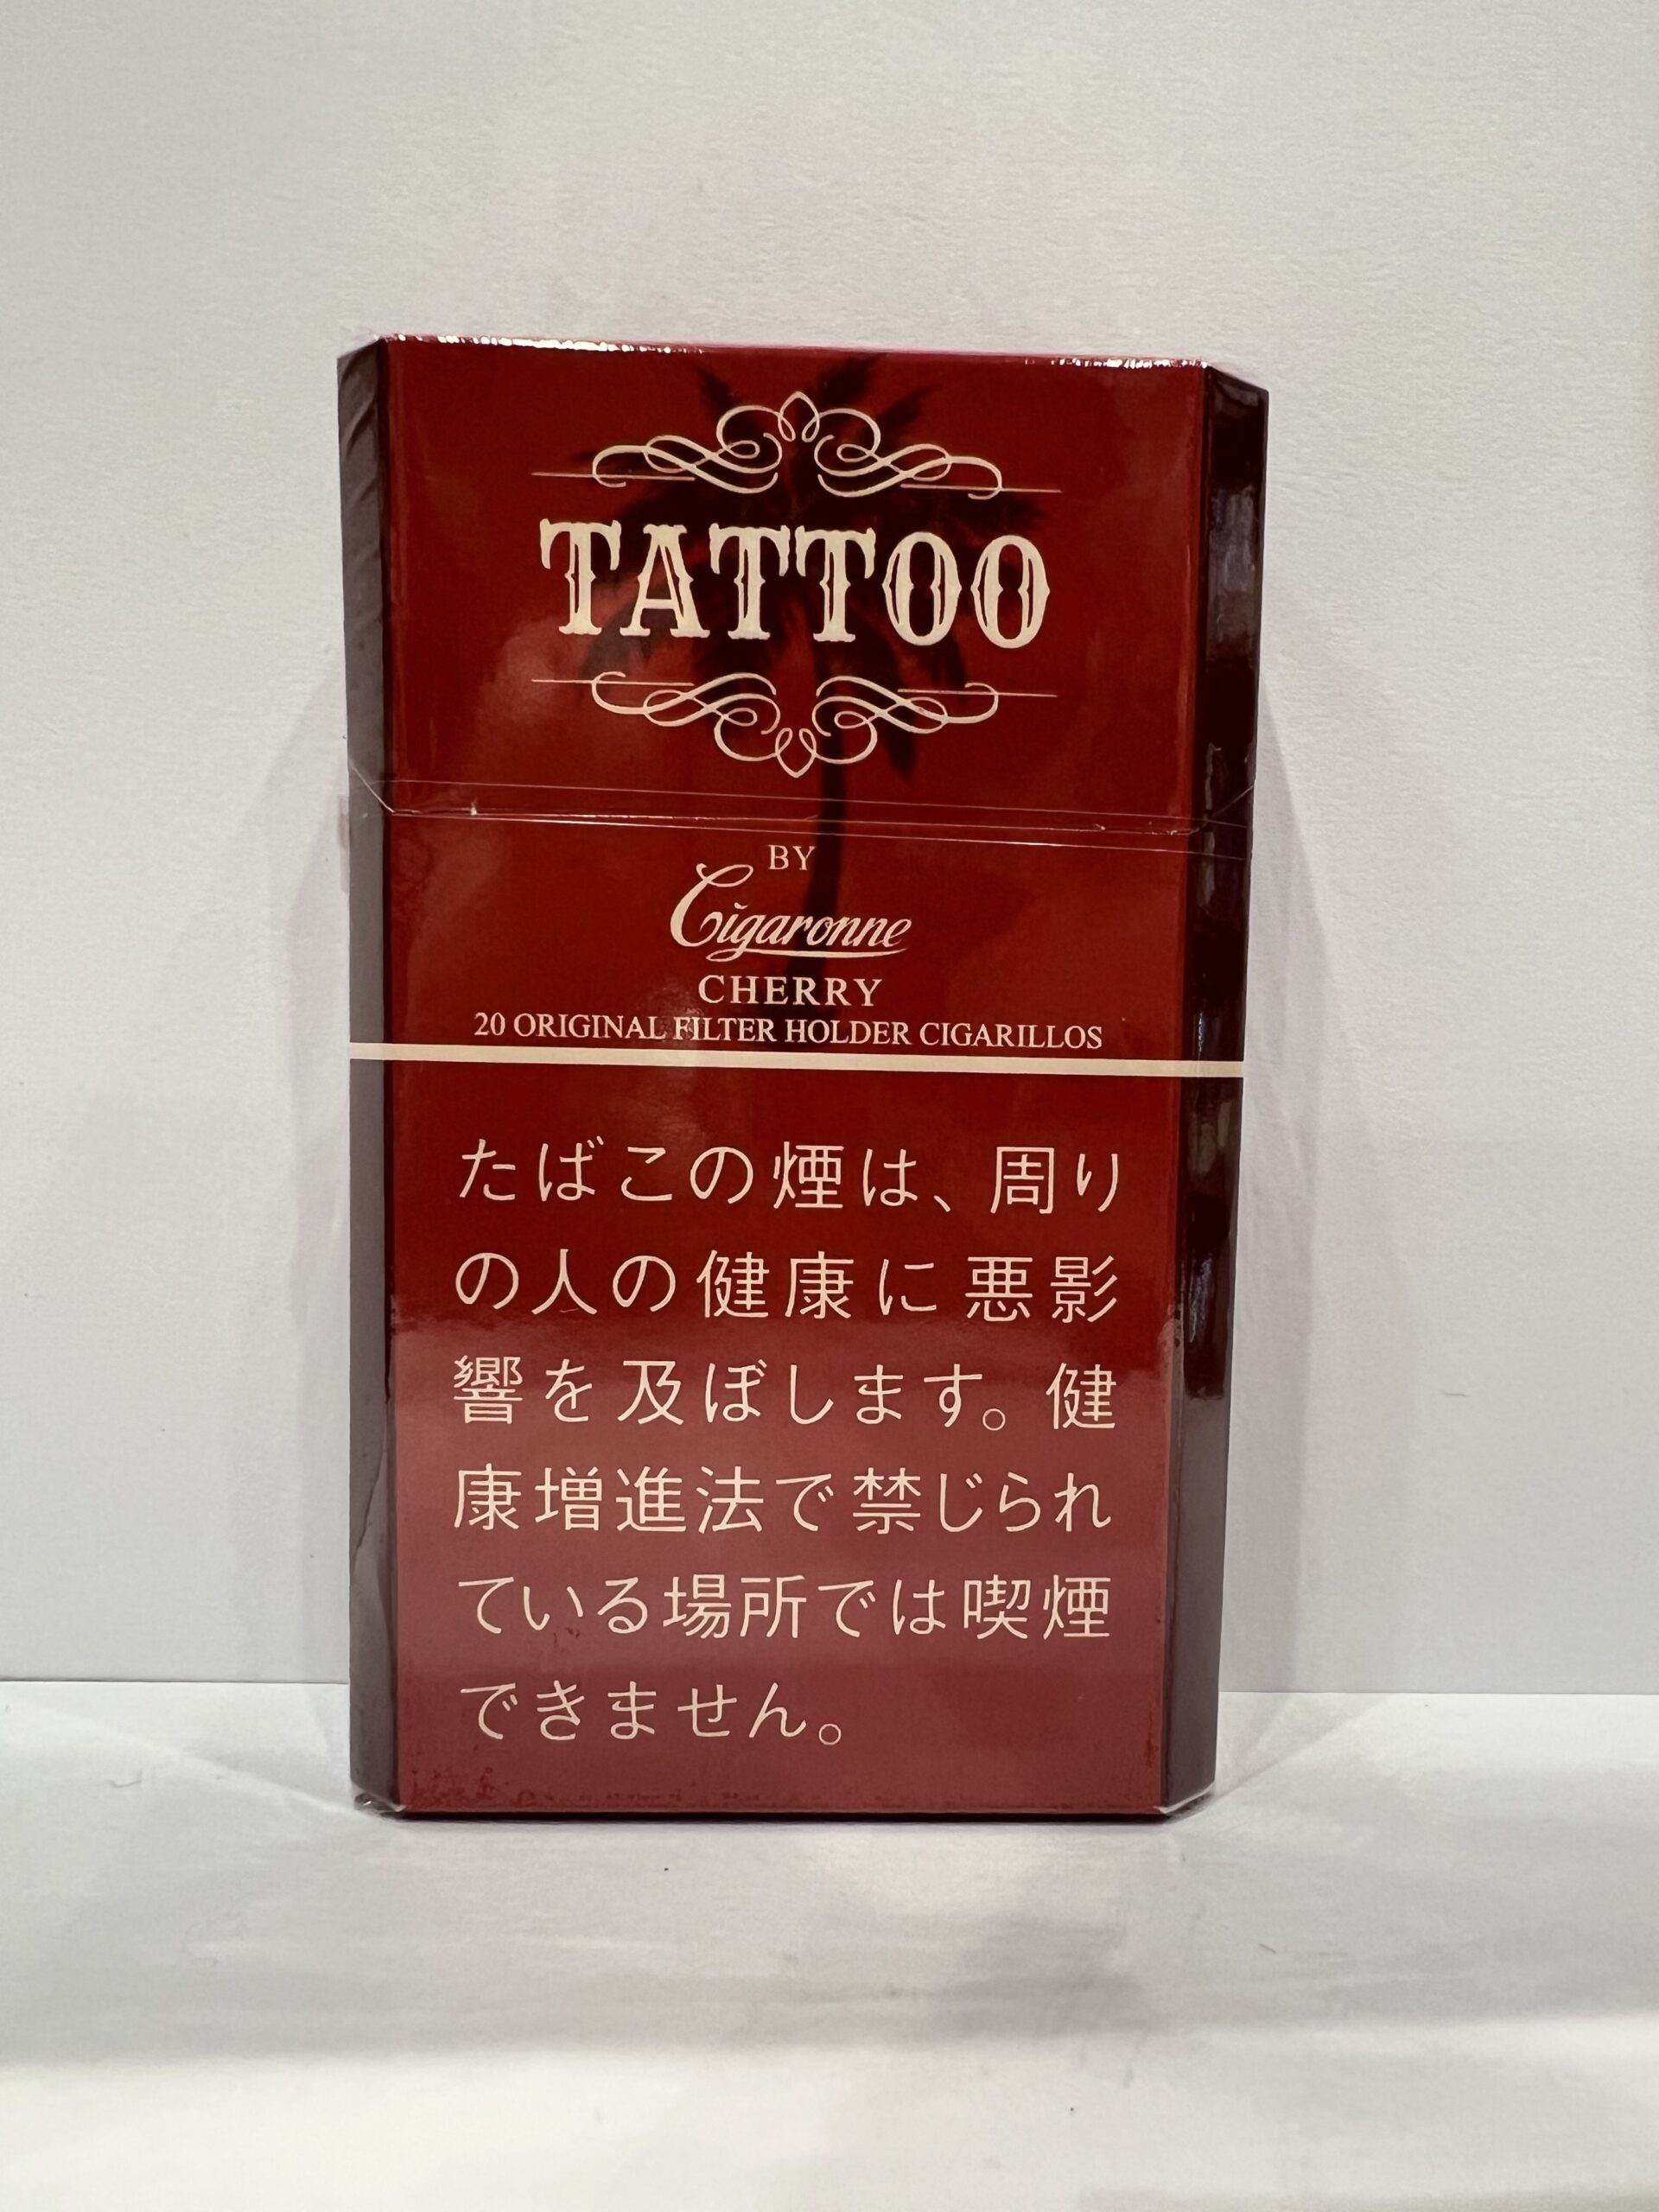 TATTOO
BY
Cigaronne
CHERRY
20 ORIGINAL FILTER HOLDER CIGARILLOS
たばこの煙は、周り
の人の健康に悪影
響を及ぼします。健
康増進法で禁じられ
ている場所では喫煙
できません。